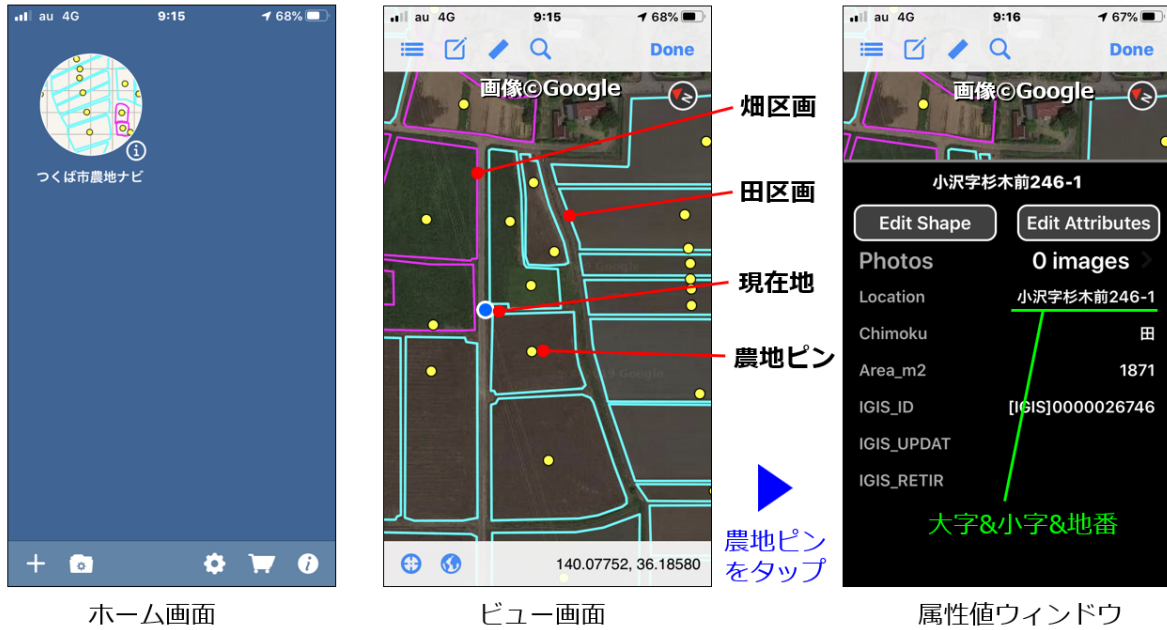 au 4G 9:15 68%
つくば市農地ナビ
ホーム画面
au 4G 9:15 68%
Done
画像©Google
140.07752, 36.18580
ビュー画面
畑区画
田区画
現在地
農地ピン
農地ピン
をタップ
au 4G 9:16 67%
Done
画像©Google
小沢字杉木前246-1
Edit Shape
Edit Attributes
Photos 0 images
Location 小沢字杉木前246-1
Chimoku 田
Area_m2 1871
IGIS_ID [IGIS]0000026746
IGIS_UPDAT
IGIS_RETIR
大字&小字&地番
属性値ウィンドウ